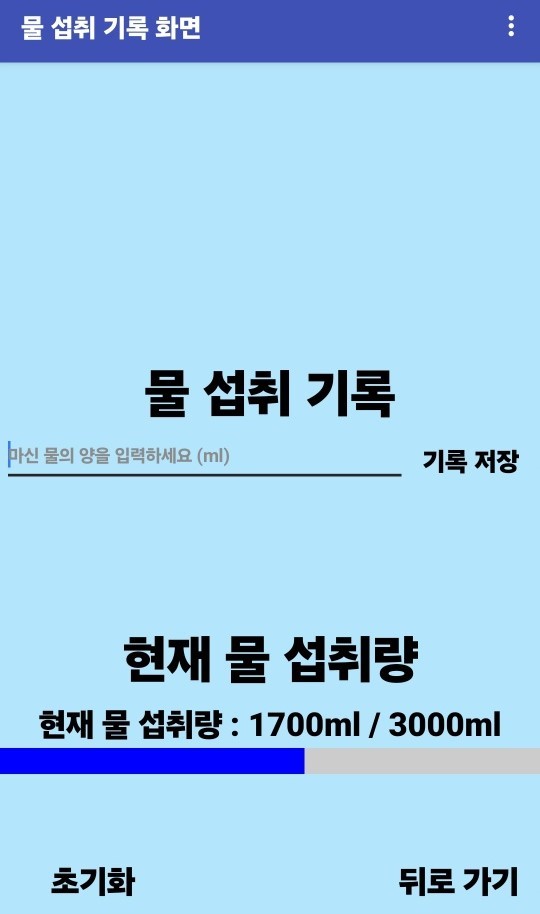 물 섭취 기록 화면
물 섭취 기록
마신 물의 양을 입력하세요 (ml)
기록 저장
현재 물 섭취량
현재 물 섭취량 : 1700ml / 3000ml
초기화
뒤로 가기